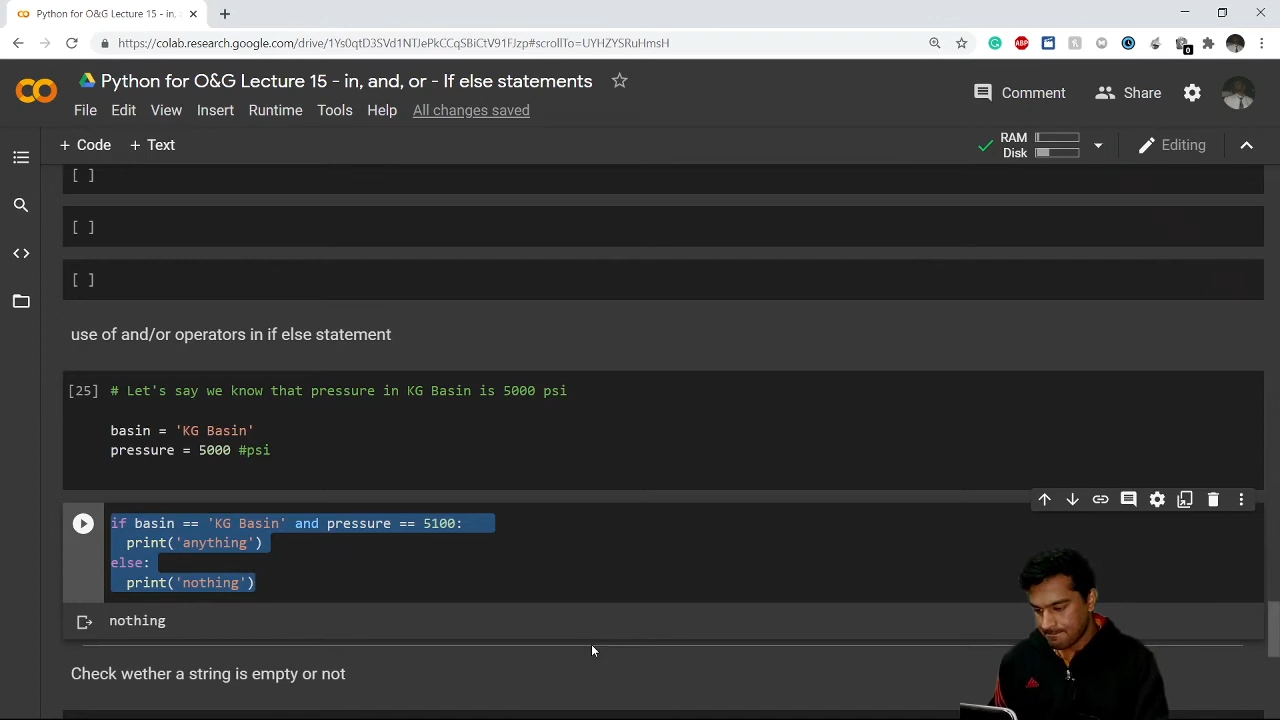 Python for O&G Lecture 15 - in, a
https://colab.research.google.com/drive/1Ys0qtD3SVd1NTJePkCCqSBiCtV91Hzp#scrollTo=UYHZYSRuHmsH
ABP
0
Python for O&G Lecture 15 - in, and, or - If else statements
Comment
Share
File Edit View Insert Runtime Tools Help All changes saved
+ Code + Text
RAM
Disk
Editing
[ ]
[ ]
[ ]
use of and/or operators in if else statement
[25] # Let's say we know that pressure in KG Basin is 5000 psi
basin = 'KG Basin'
pressure = 5000 #psi
if basin == 'KG Basin' and pressure == 5100:
print('anything')
else:
print('nothing')
nothing
Check wether a string is empty or not